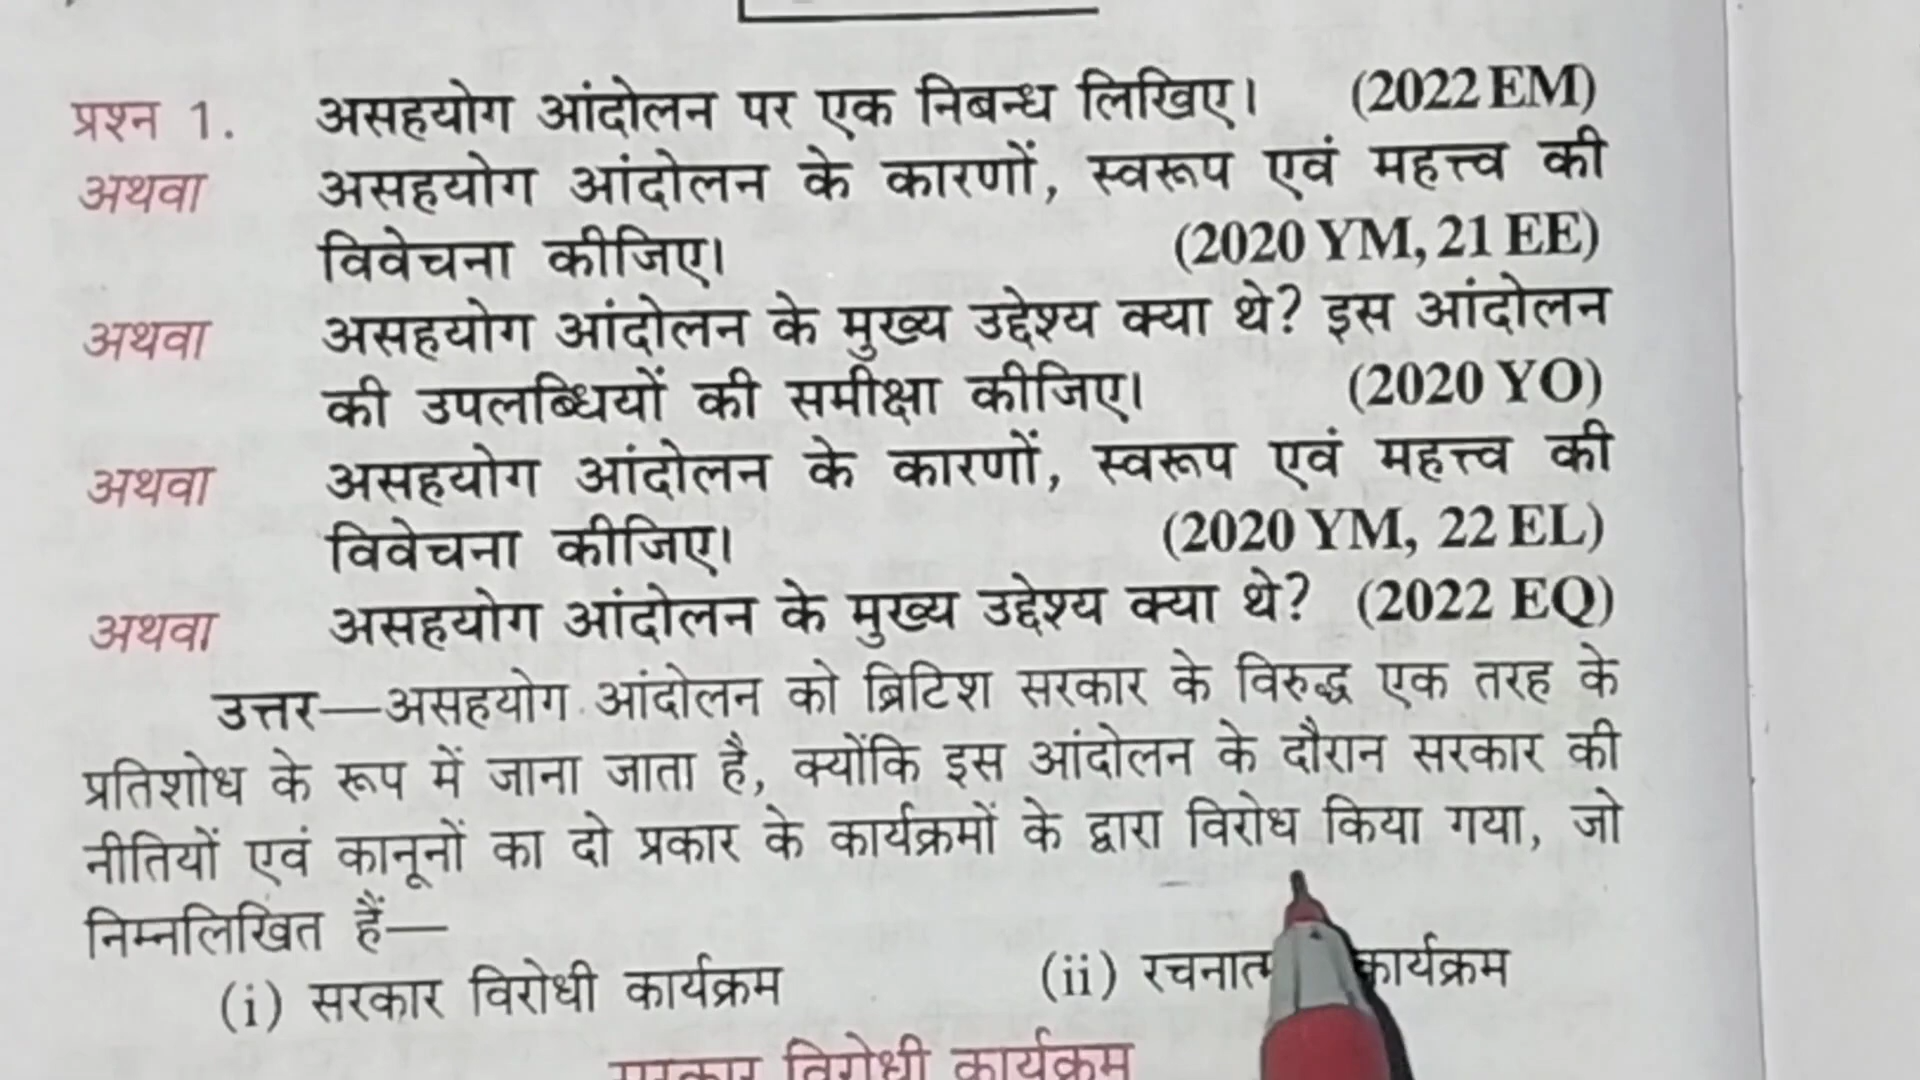 प्रश्न 1. असहयोग आंदोलन पर एक निबन्ध लिखिए। (2022 EM)
अथवा असहयोग आंदोलन के कारणों, स्वरूप एवं महत्त्व की
विवेचना कीजिए। (2020 YM, 21 EE)
अथवा असहयोग आंदोलन के मुख्य उद्देश्य क्या थे? इस आंदोलन
की उपलब्धियों की समीक्षा कीजिए। (2020 YO)
अथवा असहयोग आंदोलन के कारणों, स्वरूप एवं महत्त्व की
विवेचना कीजिए। (2020 YM, 22 EL)
अथवा असहयोग आंदोलन के मुख्य उद्देश्य क्या थे? (2022 EQ)
उत्तर—असहयोग आंदोलन को ब्रिटिश सरकार के विरुद्ध एक तरह के
प्रतिशोध के रूप में जाना जाता है, क्योंकि इस आंदोलन के दौरान सरकार की
नीतियों एवं कानूनों का दो प्रकार के कार्यक्रमों के द्वारा विरोध किया गया, जो
निम्नलिखित हैं—
(i) सरकार विरोधी कार्यक्रम (ii) कार्यक्रम
सरकार विरोधी कार्यक्रम